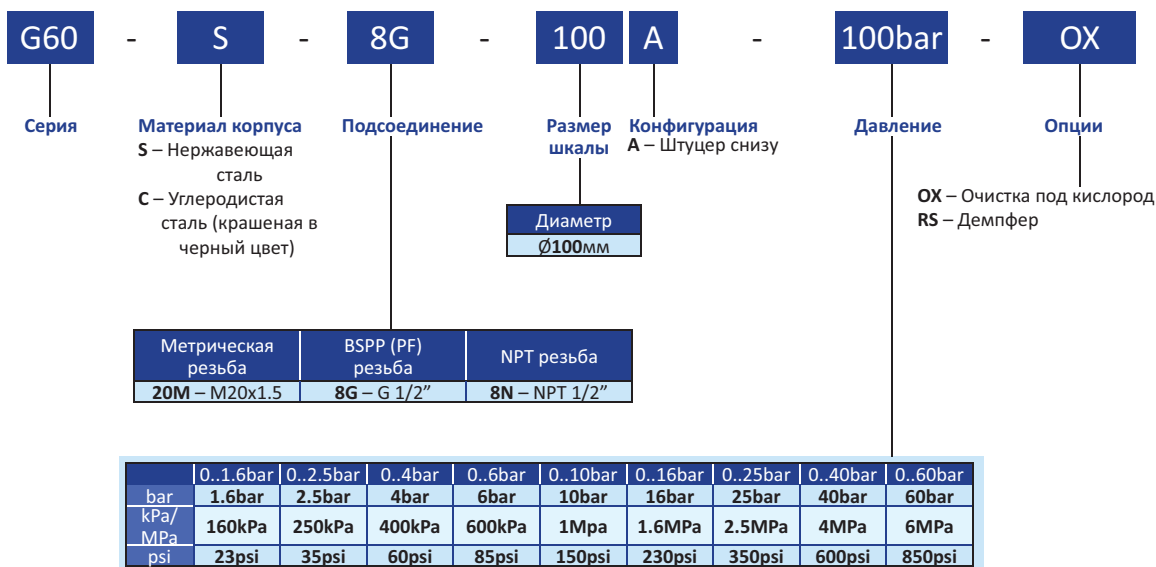 G60 - S - 8G - 100 A - 100bar - OX
Серия
Материал корпуса
S – Нержавеющая
сталь
C – Углеродистая
сталь (крашеная в
черный цвет)
Подсоединение
Размер
шкалы
Конфигурация
A – Штуцер снизу
Давление
Опции
OX – Очистка под кислород
RS – Демпфер
Диаметр
Ø100мм
Метрическая
резьба
BSPP (PF)
резьба
NPT резьба
20M – M20x1.5 8G – G 1/2” 8N – NPT 1/2”
0..1.6bar 0..2.5bar 0..4bar 0..6bar 0..10bar 0..16bar 0..25bar 0..40bar 0..60bar
bar 1.6bar 2.5bar 4bar 6bar 10bar 16bar 25bar 40bar 60bar
kPa/
MPa
160kPa 250kPa 400kPa 600kPa 1Mpa 1.6MPa 2.5MPa 4MPa 6MPa
psi 23psi 35psi 60psi 85psi 150psi 230psi 350psi 600psi 850psi